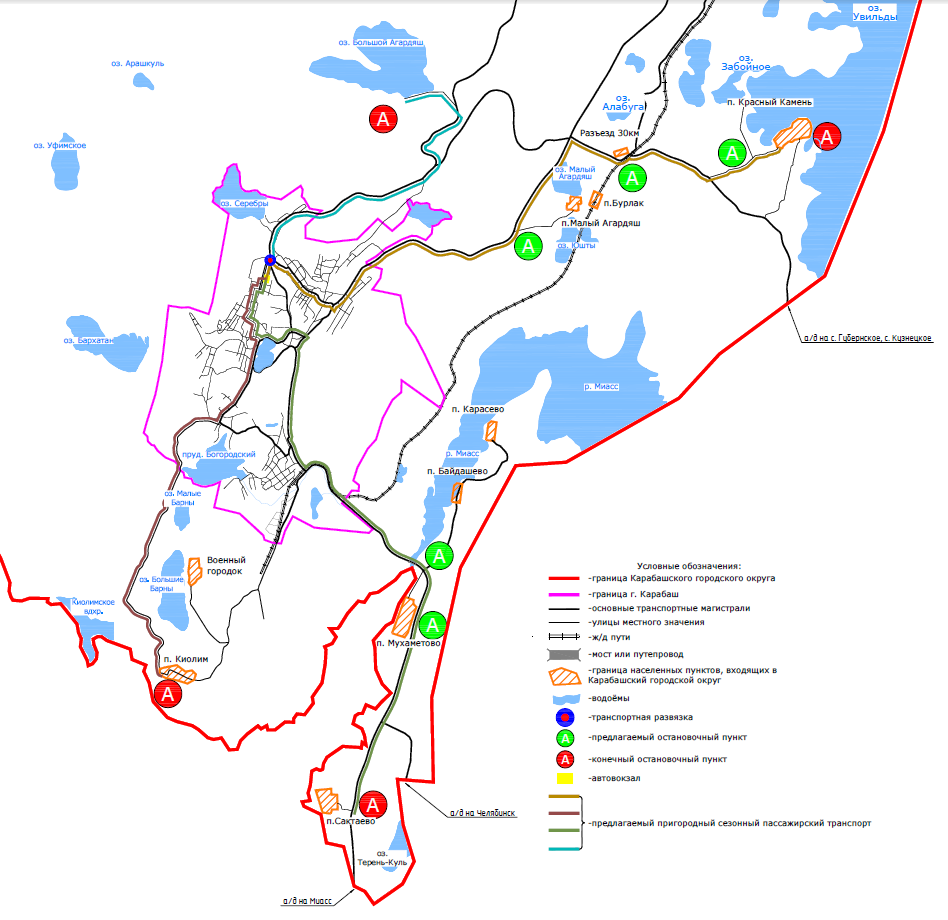 оз.
Увильды
оз. Большой Агардяш
оз. Арашкуль
оз.
Забойное
оз.
Алабуга
п. Красный Камень
А
А
Разъезд 30км
оз. Уфимское
А
оз. Малый
Агардяш
А
оз. Серебры
п.Бурлак
п.Малый Агардяш
А
оз. Юшты
оз. Бархатан
а/д на с. Губернское, с. Кузнецкое
р. Миасс
п. Карасево
пруд. Богородский
р. Миасс
п. Байдашево
оз. Малые
Барны
А
Военный
городок
оз. Большие
Барны
Киолимское
вдхр.
А
п. Мухаметово
п. Киолим
А
А
п.Сактаево
а/д на Челябинск
оз.
Терень-Куль
а/д на Миасс
Условные обозначения:
-граница Карабашского городского округа
-граница г. Карабаш
-основные транспортные магистрали
-улицы местного значения
-ж/д пути
-мост или путепровод
-граница населенных пунктов, входящих в
Карабашский городской округ
-водоёмы
-транспортная развязка
А -предлагаемый остановочный пункт
А -конечный остановочный пункт
-автовокзал
-предлагаемый пригородный сезонный пассажирский транспорт